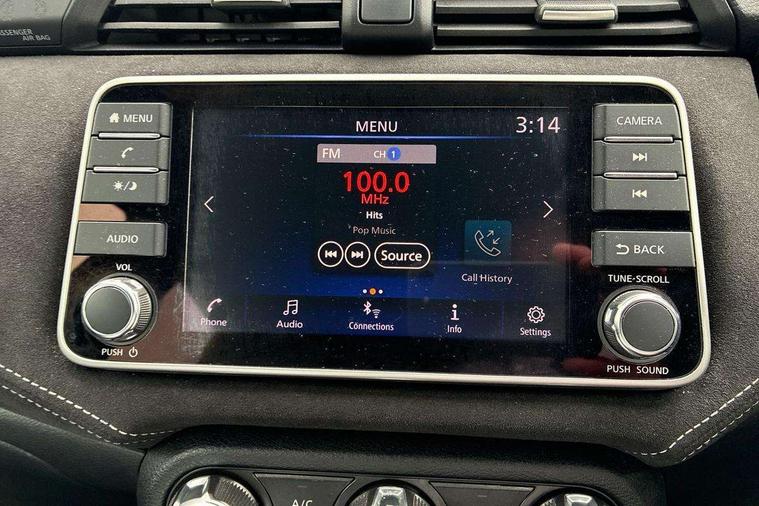 PASSENGER
AIR BAG
MENU
AUDIO
VOL
PUSH
MENU
3:14
FM CH 1
100.0
MHz
Hits
Pop Music
Source
Call History
Phone
Audio
Connections
Info
Settings
CAMERA
BACK
TUNE·SCROLL
PUSH SOUND
A/C